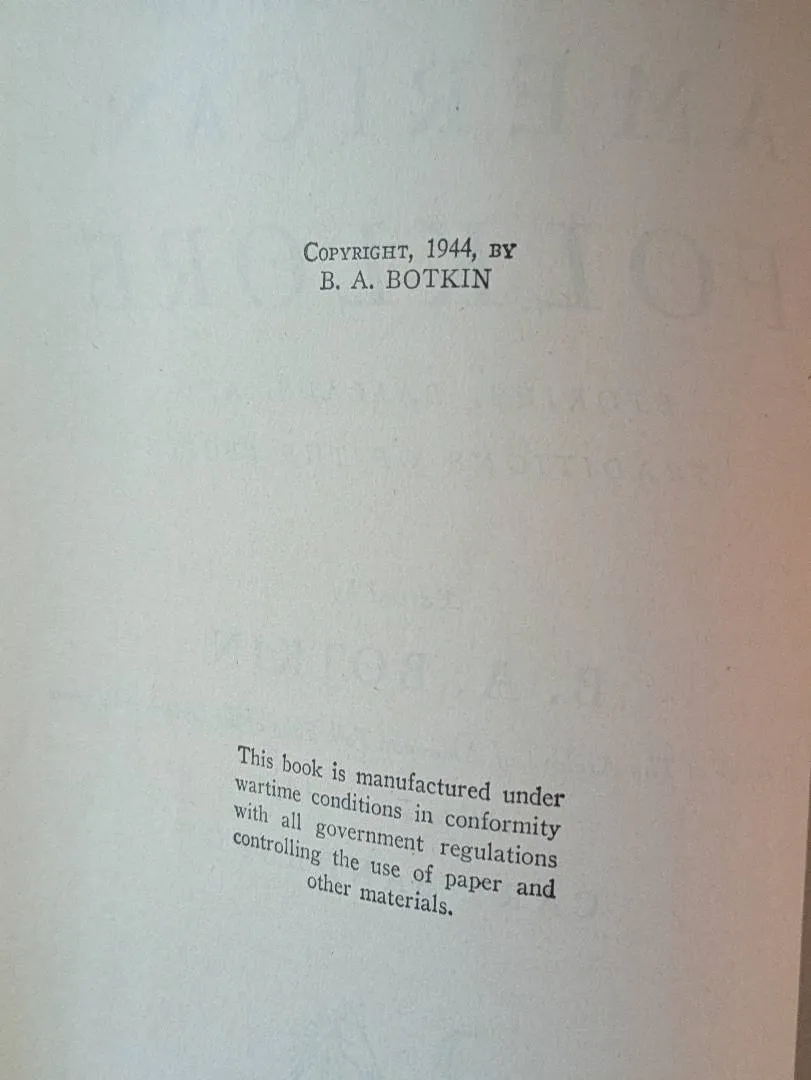 COPYRIGHT, 1944, BY
B. A. BOTKIN
This book is manufactured under
wartime conditions in conformity
with all government regulations
controlling the use of paper and
other materials.